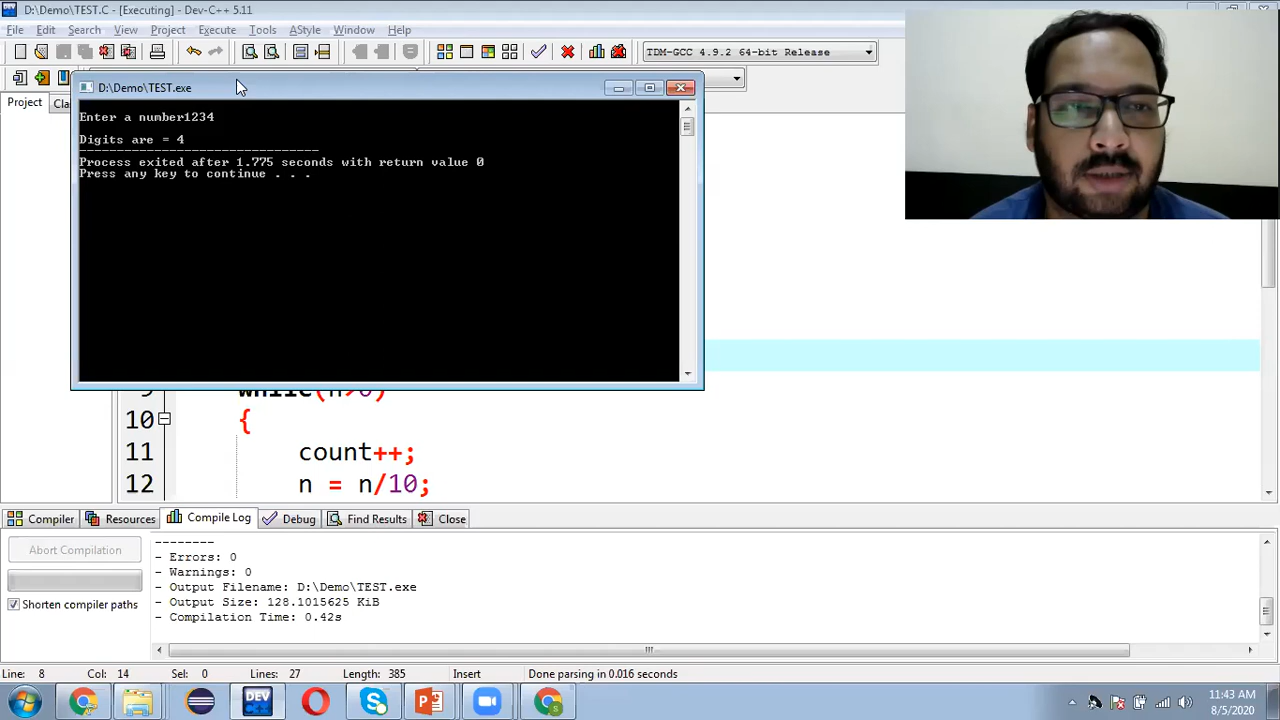 D:\Demo\TEST.C - [Executing] - Dev-C++ 5.11
File Edit Search View Project Execute Tools AStyle Window Help
TDM-GCC 4.9.2 64-bit Release
Project
D:\Demo\TEST.exe
Enter a number1234
Digits are = 4
--------------------------------
Process exited after 1.775 seconds with return value 0
Press any key to continue . . .
10 {
11 count++;
12 n = n/10;
Compiler Resources Compile Log Debug Find Results Close
Abort Compilation
Shorten compiler paths
--------
- Errors: 0
- Warnings: 0
- Output Filename: D:\Demo\TEST.exe
- Output Size: 128.1015625 KiB
- Compilation Time: 0.42s
Line: 8 Col: 14 Sel: 0 Lines: 27 Length: 385 Insert Done parsing in 0.016 seconds
DEV C++
11:43 AM
8/5/2020